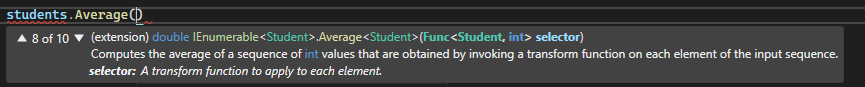 students.Average()
▲ 8 of 10 ▼ (extension) double IEnumerable<Student>.Average<Student>(Func<Student, int> selector)
Computes the average of a sequence of int values that are obtained by invoking a transform function on each element of the input sequence.
selector: A transform function to apply to each element.